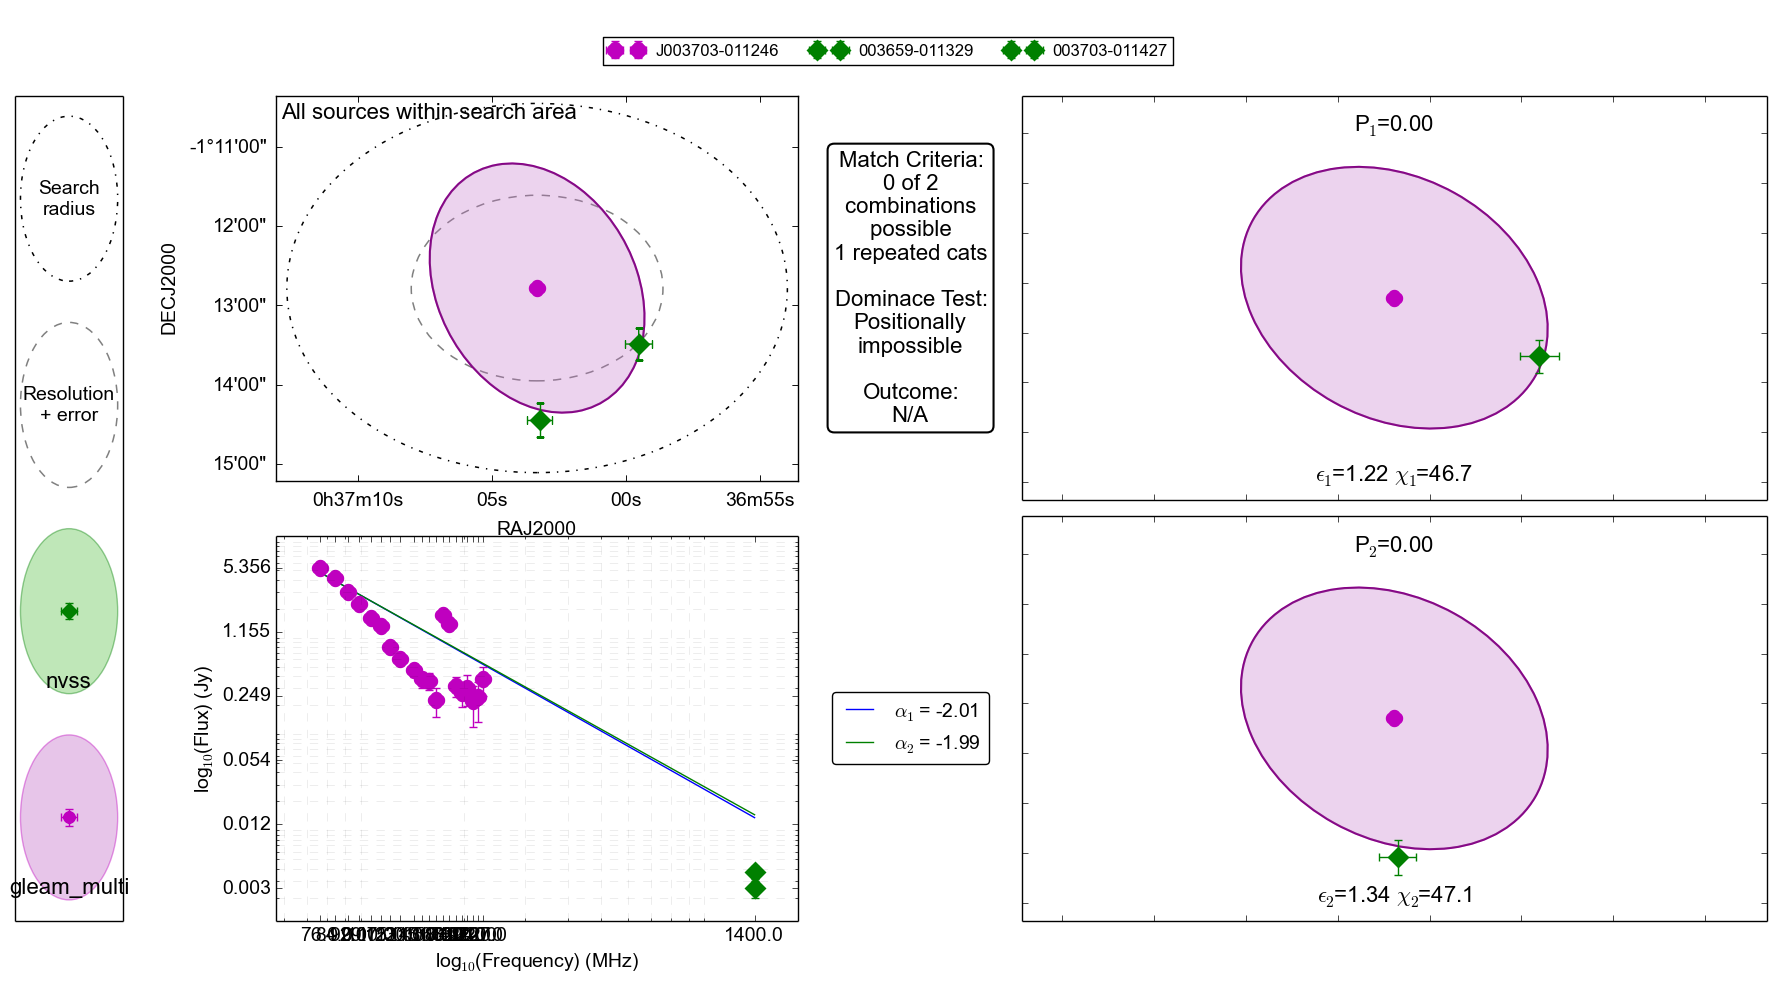 J003703-011246 003659-011329 003703-011427
Search
radius
Resolution
+ error
nvss
gleam_multi
All sources within search area
DECJ2000
-1°11'00"
12'00"
13'00"
14'00"
15'00"
0h37m10s 05s 00s 36m55s
RAJ2000
Match Criteria:
0 of 2
combinations
possible
1 repeated cats
Dominace Test:
Positionally
impossible
Outcome:
N/A
P1=0.00
ϵ1=1.22 χ1=46.7
log10(Flux) (Jy)
5.356
1.155
0.249
0.054
0.012
0.003
1400.0
log10(Frequency) (MHz)
α1 = -2.01
α2 = -1.99
P2=0.00
ϵ2=1.34 χ2=47.1